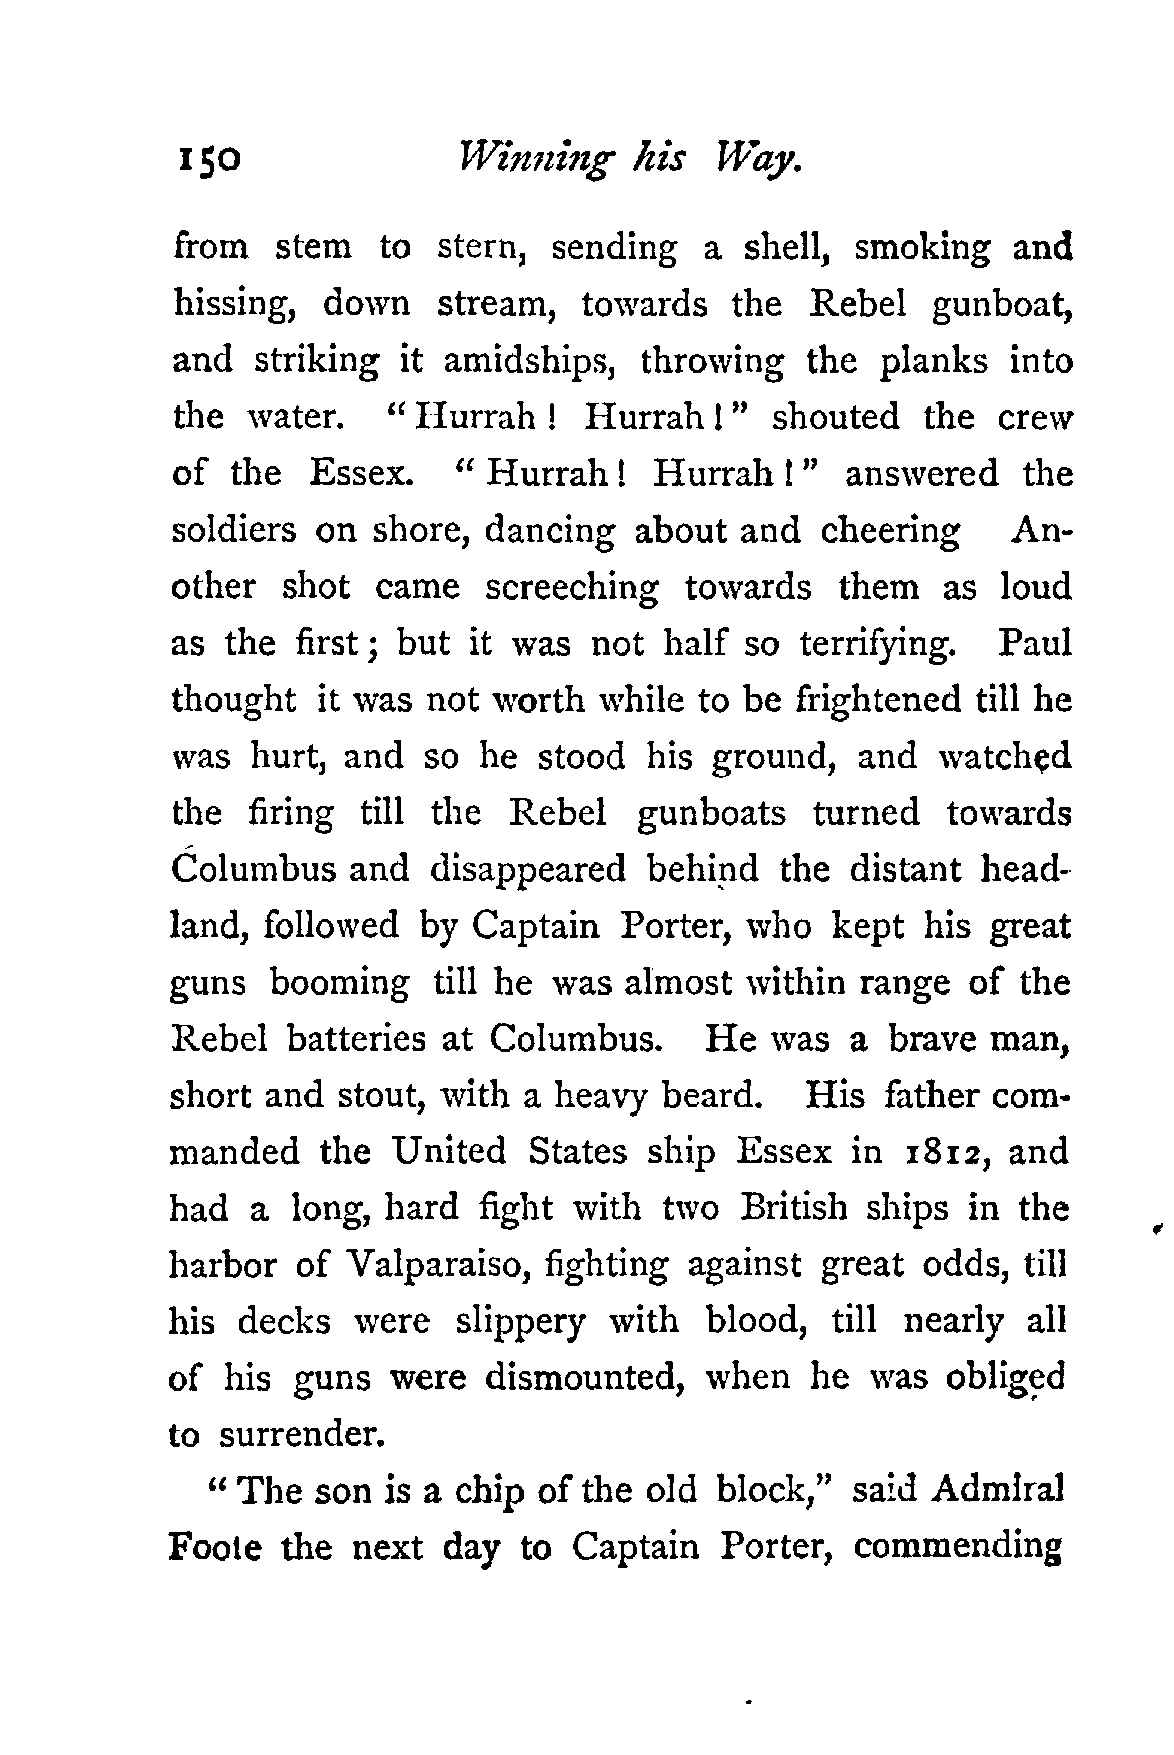 150 Winning his Way.
from stem to stern, sending a shell, smoking and
hissing, down stream, towards the Rebel gunboat,
and striking it amidships, throwing the planks into
the water. “ Hurrah ! Hurrah ! ” shouted the crew
of the Essex. “ Hurrah ! Hurrah ! ” answered the
soldiers on shore, dancing about and cheering An-
other shot came screeching towards them as loud
as the first ; but it was not half so terrifying. Paul
thought it was not worth while to be frightened till he
was hurt, and so he stood his ground, and watched
the firing till the Rebel gunboats turned towards
Columbus and disappeared behind the distant head-
land, followed by Captain Porter, who kept his great
guns booming till he was almost within range of the
Rebel batteries at Columbus. He was a brave man,
short and stout, with a heavy beard. His father com-
manded the United States ship Essex in 1812, and
had a long, hard fight with two British ships in the
harbor of Valparaiso, fighting against great odds, till
his decks were slippery with blood, till nearly all
of his guns were dismounted, when he was obliged
to surrender.
“ The son is a chip of the old block,” said Admiral
Foote the next day to Captain Porter, commending